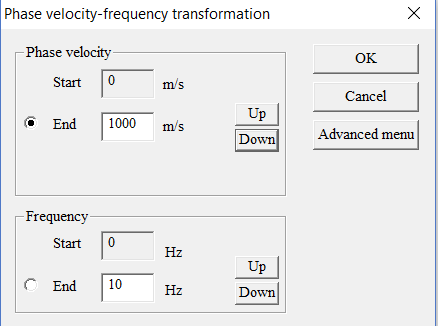 Phase velocity-frequency transformation
Phase velocity
Start 0 m/s
End 1000 m/s
Up
Down
OK
Cancel
Advanced menu
Frequency
Start 0 Hz
End 10 Hz
Up
Down